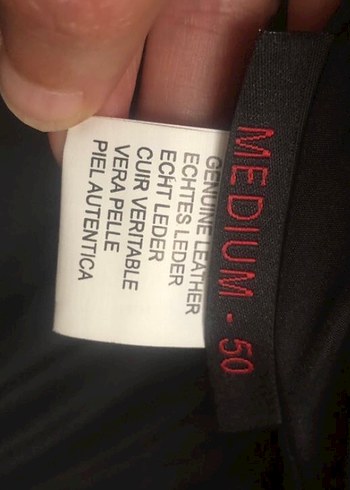 MEDIUM - 50
GENUINE LEATHER
ECHTES LEDER
ECHT LEDER
CUIR VERITABLE
VERA PELLE
PIEL AUTENTICA